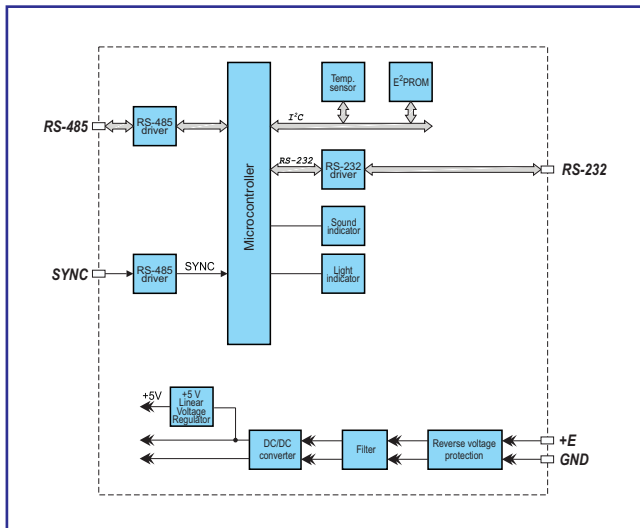 Temp.
sensor
E²PROM
RS-485
RS-485
driver
I²C
Microcontroller
RS-232
RS-232
driver
RS-232
Sound
indicator
SYNC
RS-485
driver
SYNC
Light
indicator
+5V
+5 V
Linear
Voltage
Regulator
DC/DC
converter
Filter
Reverse voltage
protection
+E
GND